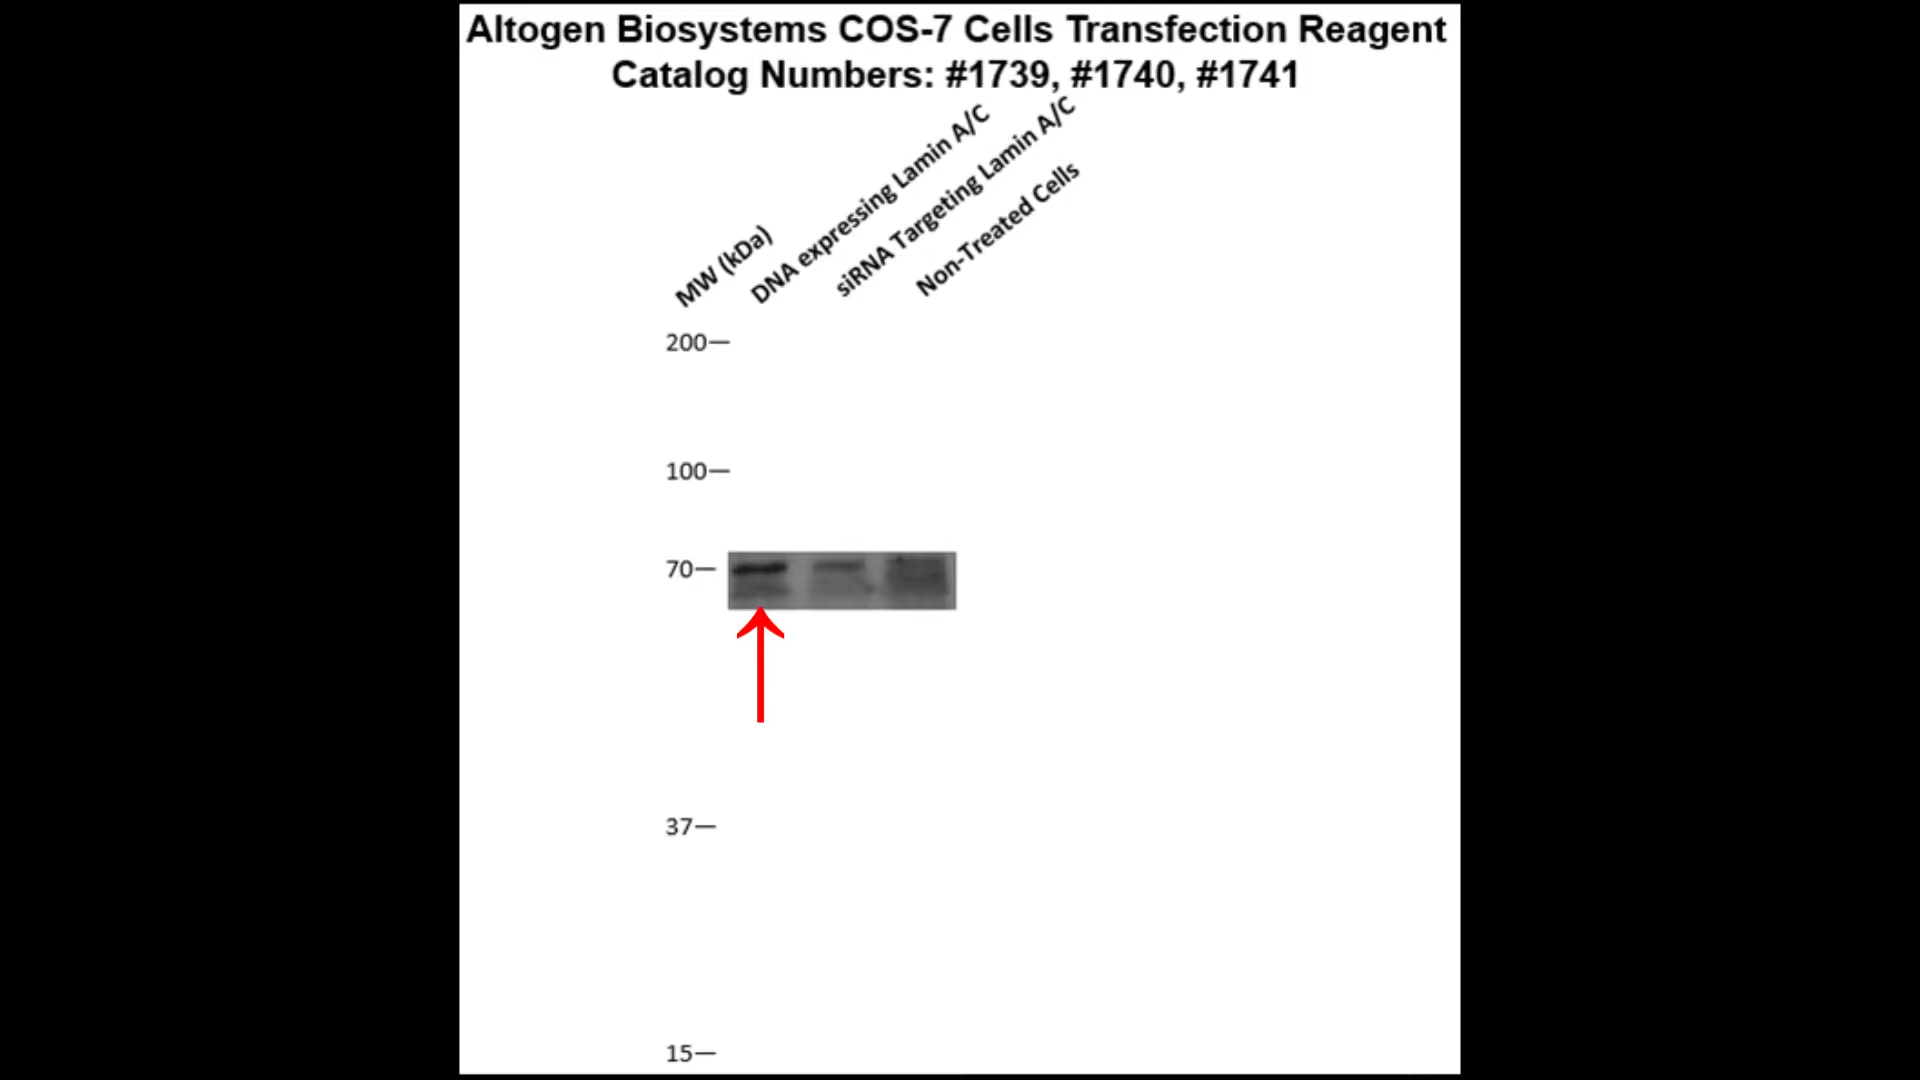 Altogen Biosystems COS-7 Cells Transfection Reagent
Catalog Numbers: #1739, #1740, #1741
MW (kDa)
DNA expressing Lamin A/C
siRNA Targeting Lamin A/C
Non-Treated Cells
200—
100—
70—
37—
15—